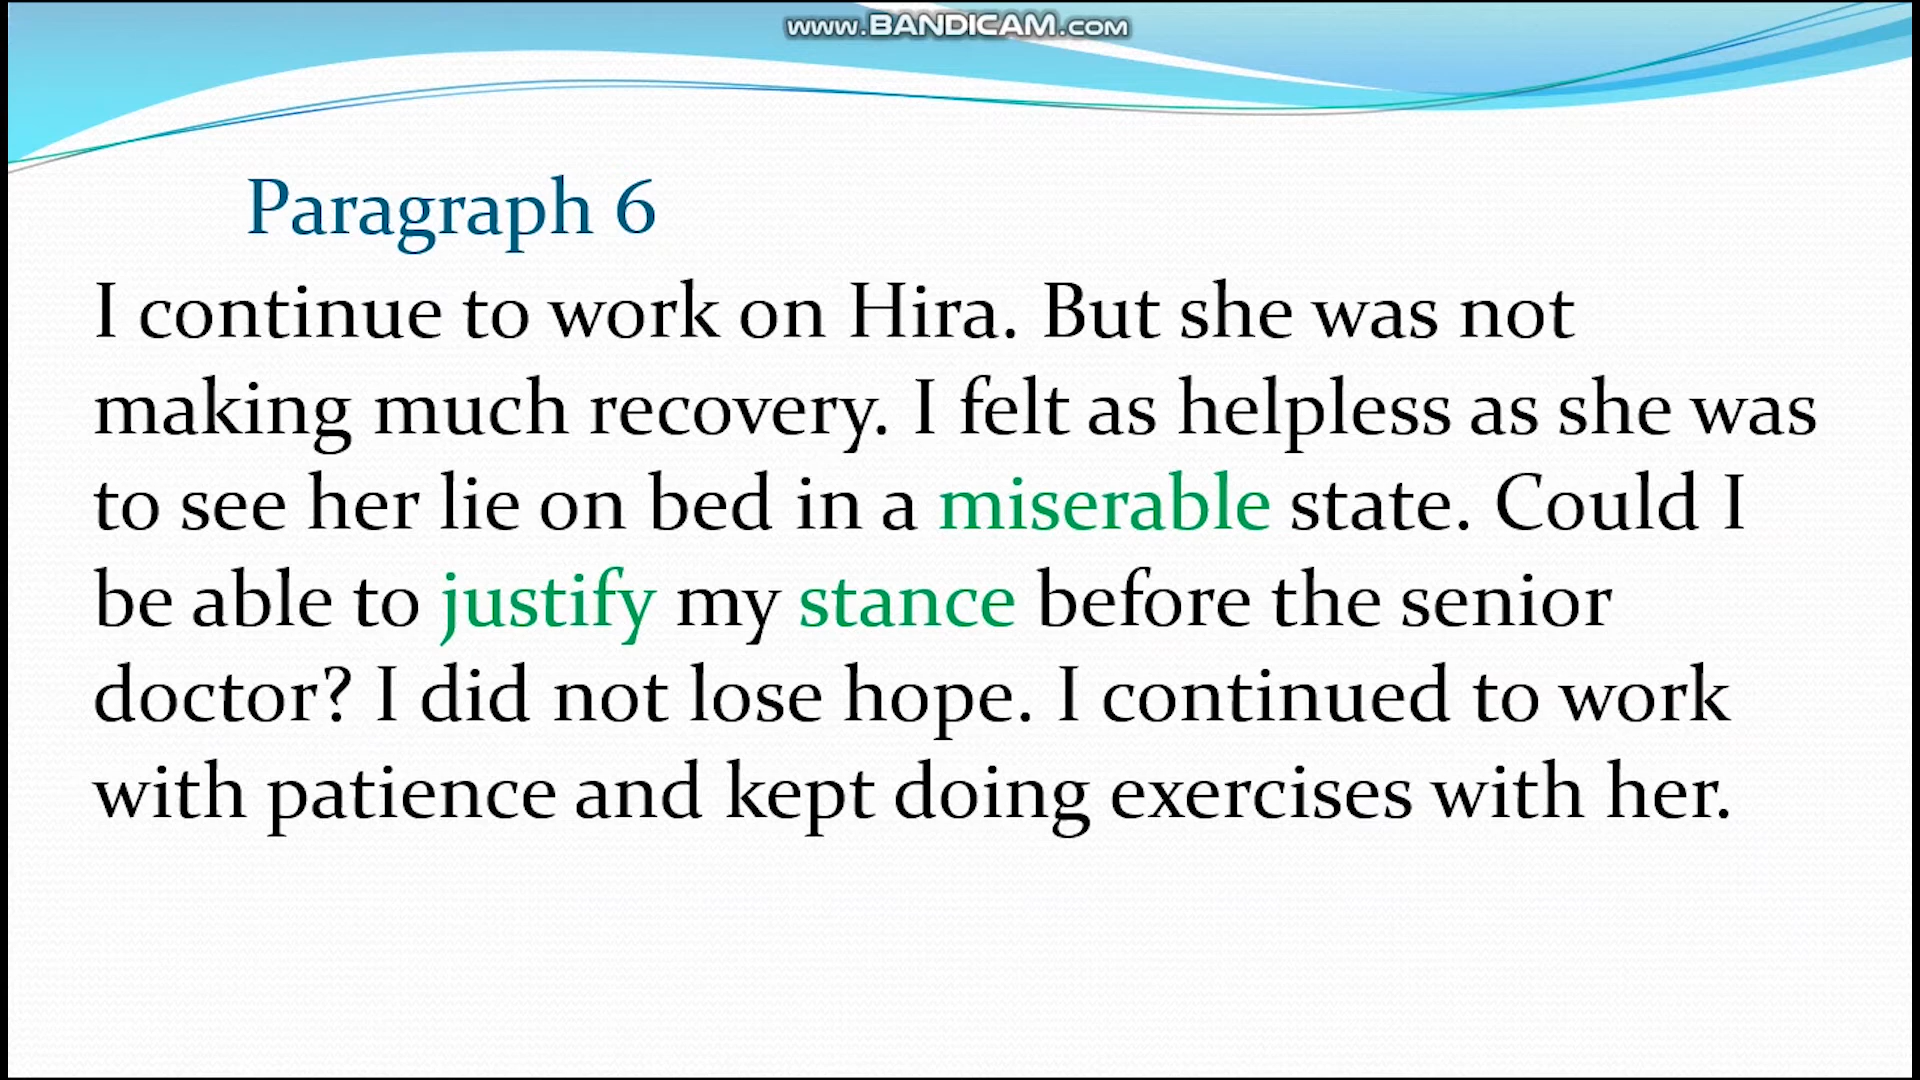 www.BANDICAM.com
Paragraph 6
I continue to work on Hira. But she was not
making much recovery. I felt as helpless as she was
to see her lie on bed in a miserable state. Could I
be able to justify my stance before the senior
doctor? I did not lose hope. I continued to work
with patience and kept doing exercises with her.